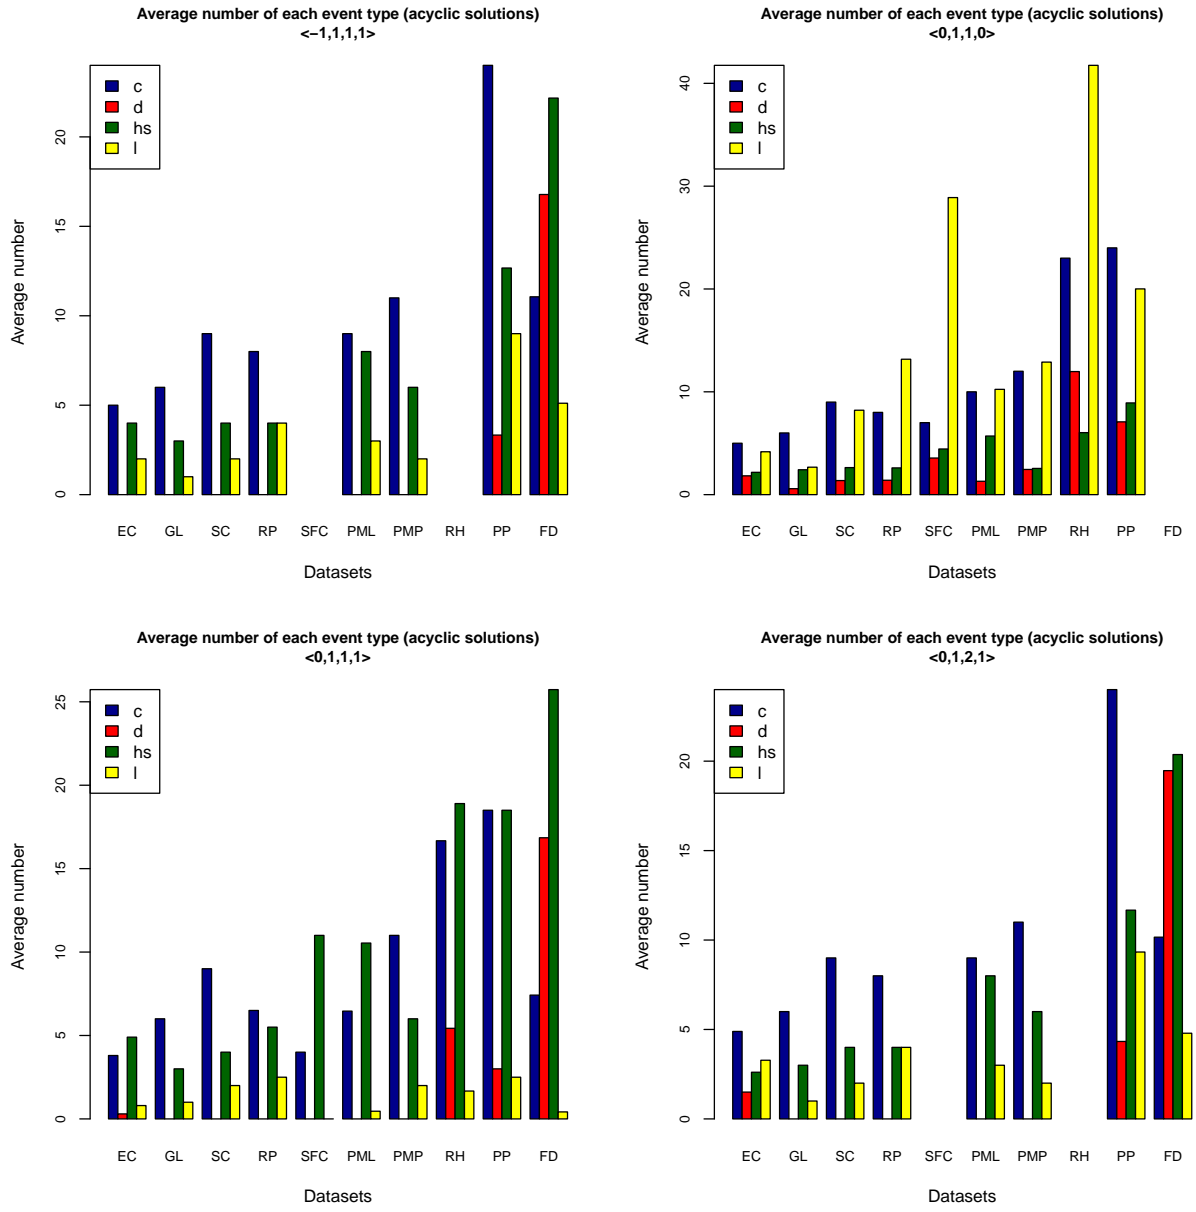 Average number of each event type (acyclic solutions)
<−1,1,1,1>
c
d
hs
l
Average number
0
5
10
15
20
EC GL SC RP SFC PML PMP RH PP FD
Datasets
Average number of each event type (acyclic solutions)
<0,1,1,0>
c
d
hs
l
Average number
0
10
20
30
40
EC GL SC RP SFC PML PMP RH PP FD
Datasets
Average number of each event type (acyclic solutions)
<0,1,1,1>
c
d
hs
l
Average number
0
5
10
15
20
25
EC GL SC RP SFC PML PMP RH PP FD
Datasets
Average number of each event type (acyclic solutions)
<0,1,2,1>
c
d
hs
l
Average number
0
5
10
15
20
EC GL SC RP SFC PML PMP RH PP FD
Datasets